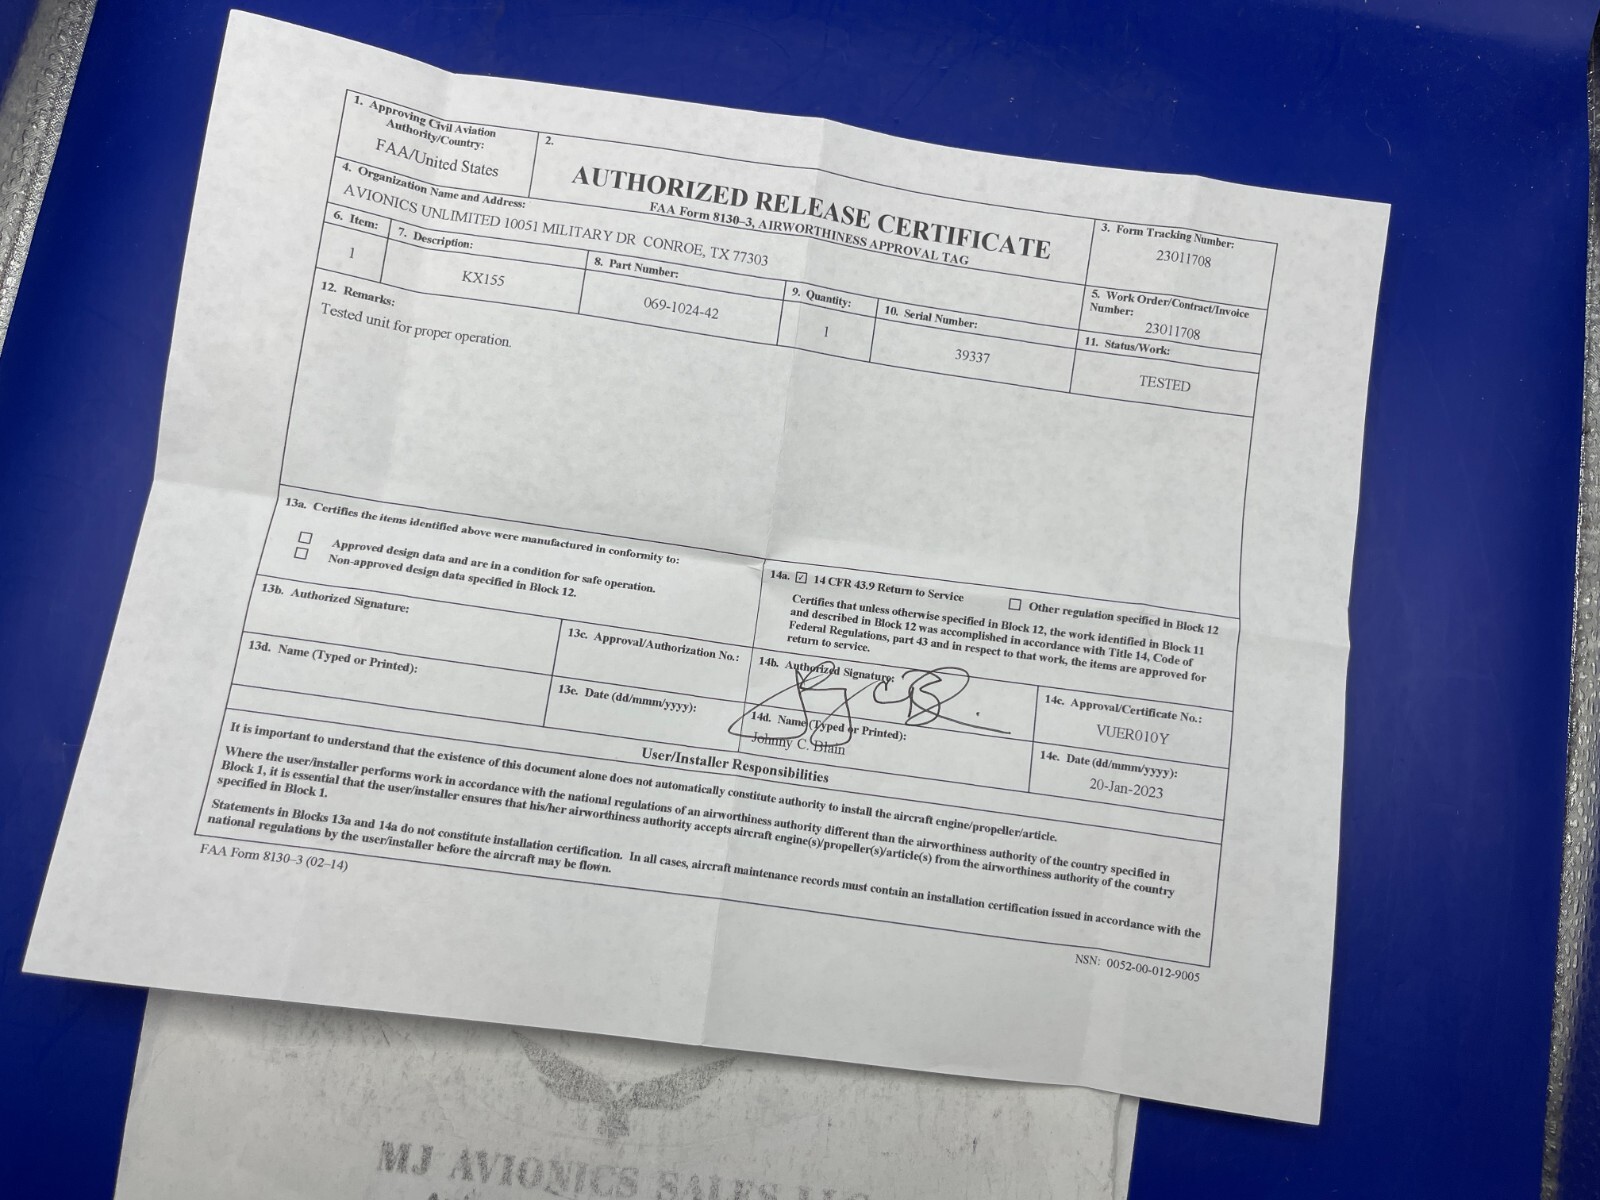 1. Approving Civil Aviation
Authority/Country:
FAA/United States
2.
AUTHORIZED RELEASE CERTIFICATE
FAA Form 8130–3, AIRWORTHINESS APPROVAL TAG
3. Form Tracking Number:
23011708
4. Organization Name and Address:
AVIONICS UNLIMITED 10051 MILITARY DR CONROE, TX 77303
5. Work Order/Contract/Invoice
Number:
23011708
6. Item:
1
7. Description:
KX155
8. Part Number:
069-1024-42
9. Quantity:
1
10. Serial Number:
39337
11. Status/Work:
TESTED
12. Remarks:
Tested unit for proper operation.
13a. Certifies the items identified above were manufactured in conformity to:
Approved design data and are in a condition for safe operation.
Non-approved design data specified in Block 12.
14a. ☑ 14 CFR 43.9 Return to Service ☐ Other regulation specified in Block 12
Certifies that unless otherwise specified in Block 12, the work identified in Block 11
and described in Block 12 was accomplished in accordance with Title 14, Code of
Federal Regulations, part 43 and in respect to that work, the items are approved for
return to service.
13b. Authorized Signature:
13c. Approval/Authorization No.:
14b. Authorized Signature:
14c. Approval/Certificate No.:
VUER010Y
13d. Name (Typed or Printed):
13e. Date (dd/mmm/yyyy):
14d. Name (Typed or Printed):
Johnny C. Blain
14e. Date (dd/mmm/yyyy):
20-Jan-2023
User/Installer Responsibilities
It is important to understand that the existence of this document alone does not automatically constitute authority to install the aircraft engine/propeller/article.
Where the user/installer performs work in accordance with the national regulations of an airworthiness authority different than the airworthiness authority of the country specified in
Block 1, it is essential that the user/installer ensures that his/her airworthiness authority accepts aircraft engine(s)/propeller(s)/article(s) from the airworthiness authority of the country
specified in Block 1.
Statements in Blocks 13a and 14a do not constitute installation certification. In all cases, aircraft maintenance records must contain an installation certification issued in accordance with the
national regulations by the user/installer before the aircraft may be flown.
FAA Form 8130–3 (02–14)
NSN: 0052-00-012-9005
MJ AVIONICS SALES LLC